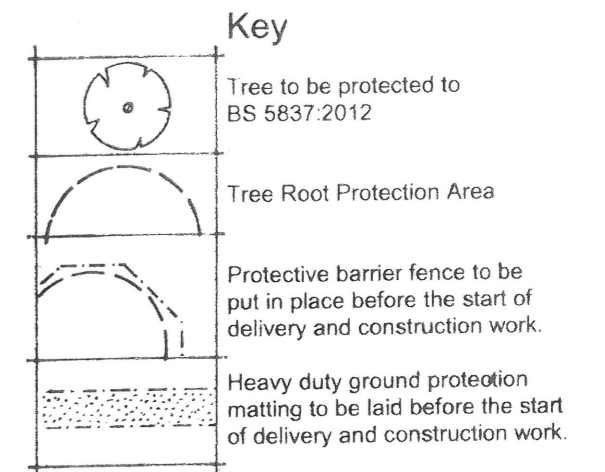 Key
Tree to be protected to
BS 5837:2012
Tree Root Protection Area
Protective barrier fence to be
put in place before the start of
delivery and construction work.
Heavy duty ground protection
matting to be laid before the start
of delivery and construction work.